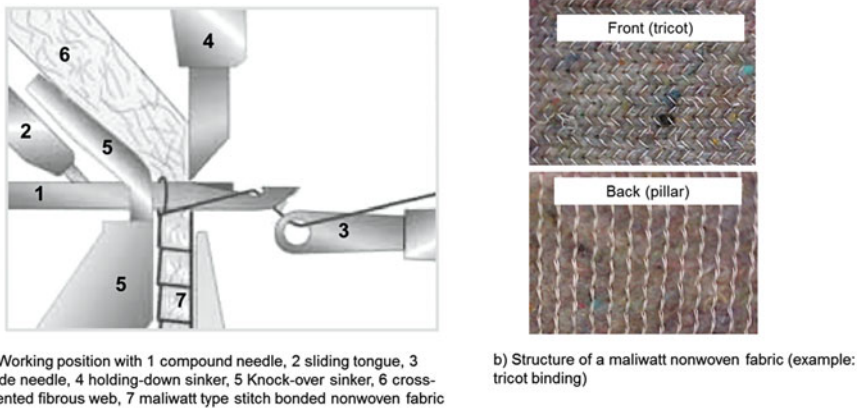 6
4
2
5
1
3
5
7
Front (tricot)
Back (pillar)
Working position with 1 compound needle, 2 sliding tongue, 3
de needle, 4 holding-down sinker, 5 Knock-over sinker, 6 cross-
ented fibrous web, 7 maliwatt type stitch bonded nonwoven fabric
b) Structure of a maliwatt nonwoven fabric (example:
tricot binding)